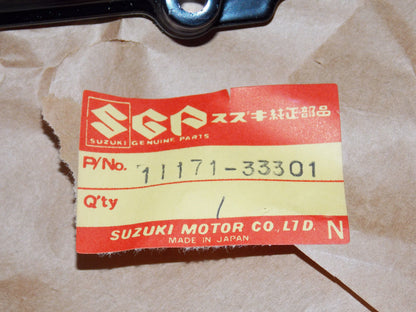 SGP スズキ純正部品
SUZUKI GENUINE PARTS
P/No. 11171-33301
Q'ty 1
SUZUKI MOTOR CO., LTD. N
MADE IN JAPAN